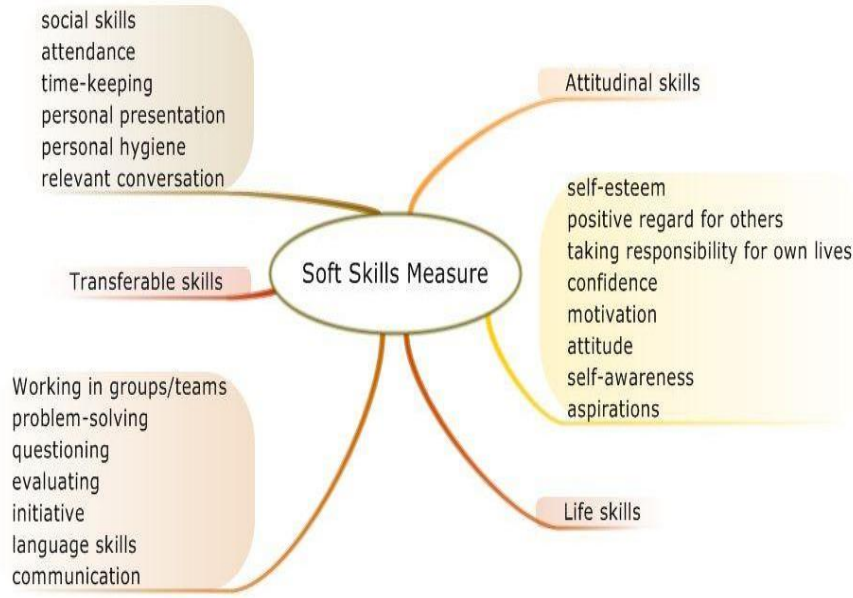 social skills
attendance
time-keeping
personal presentation
personal hygiene
relevant conversation
Attitudinal skills
self-esteem
positive regard for others
taking responsibility for own lives
confidence
motivation
attitude
self-awareness
aspirations
Soft Skills Measure
Transferable skills
Working in groups/teams
problem-solving
questioning
evaluating
initiative
language skills
communication
Life skills